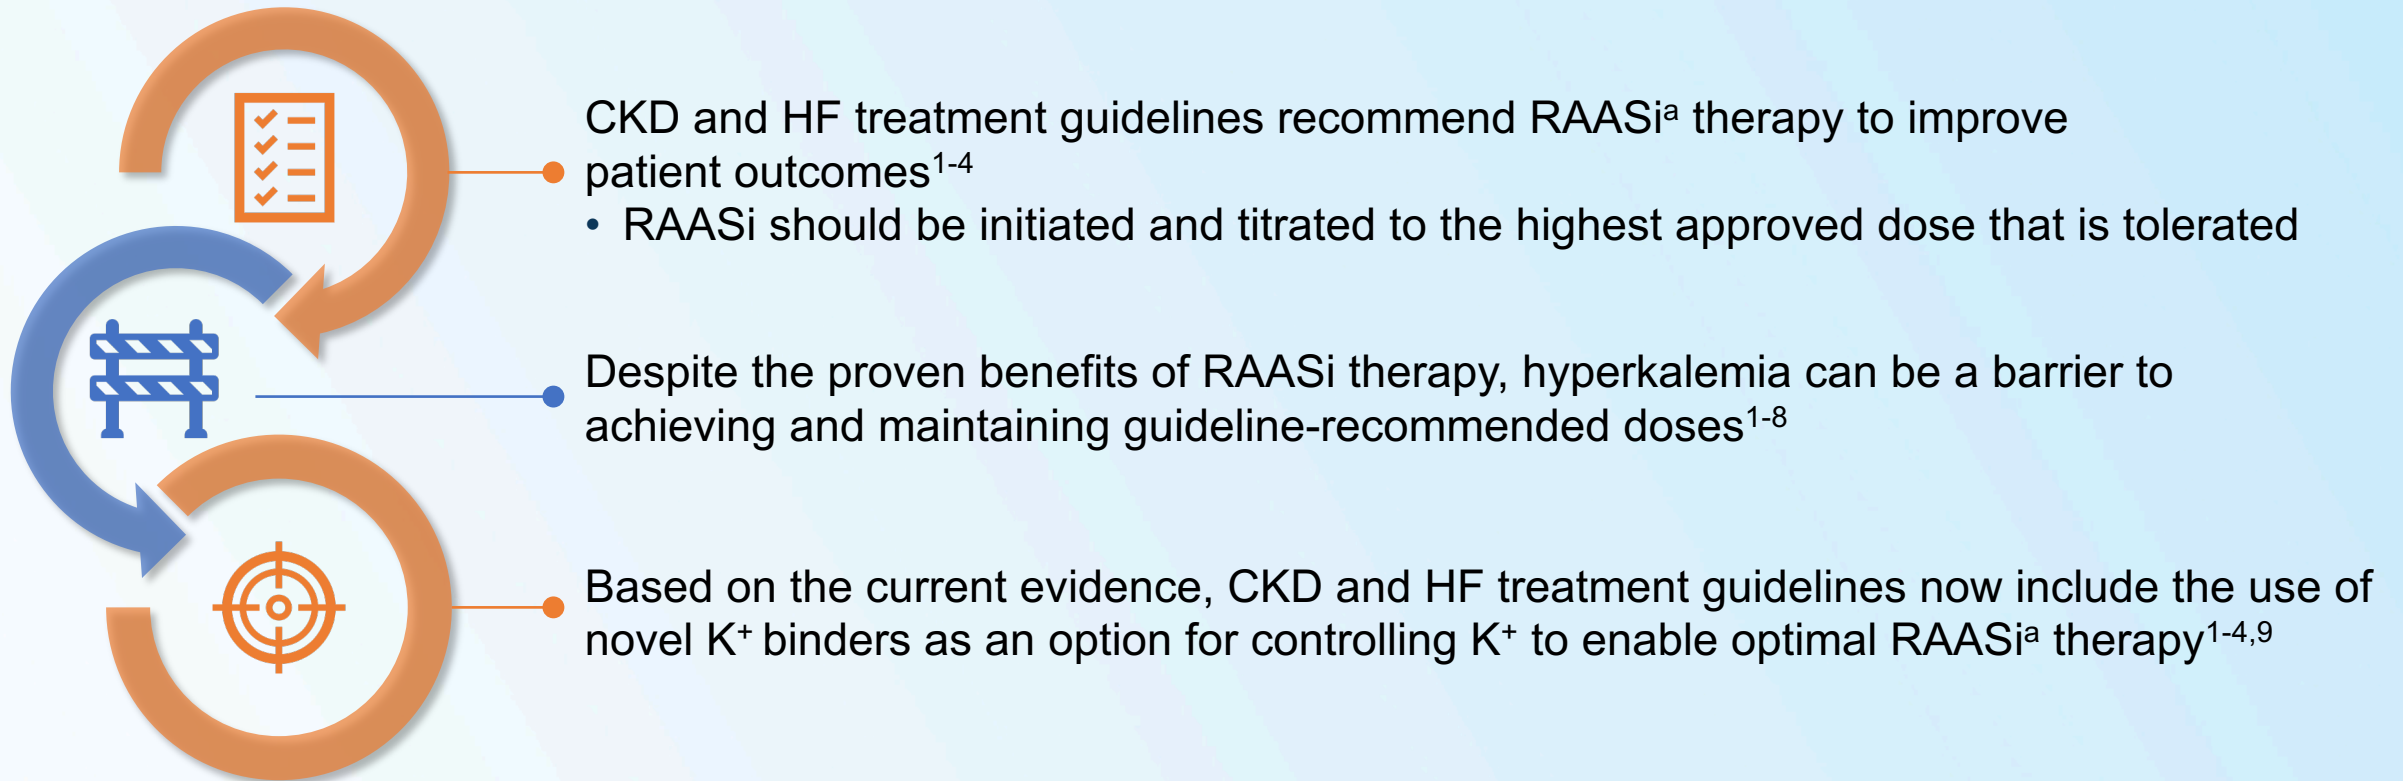 CKD and HF treatment guidelines recommend RAASiᵃ therapy to improve
patient outcomes¹⁻⁴
• RAASi should be initiated and titrated to the highest approved dose that is tolerated
Despite the proven benefits of RAASi therapy, hyperkalemia can be a barrier to
achieving and maintaining guideline-recommended doses¹⁻⁸
Based on the current evidence, CKD and HF treatment guidelines now include the use of
novel K⁺ binders as an option for controlling K⁺ to enable optimal RAASiᵃ therapy¹⁻⁴,⁹